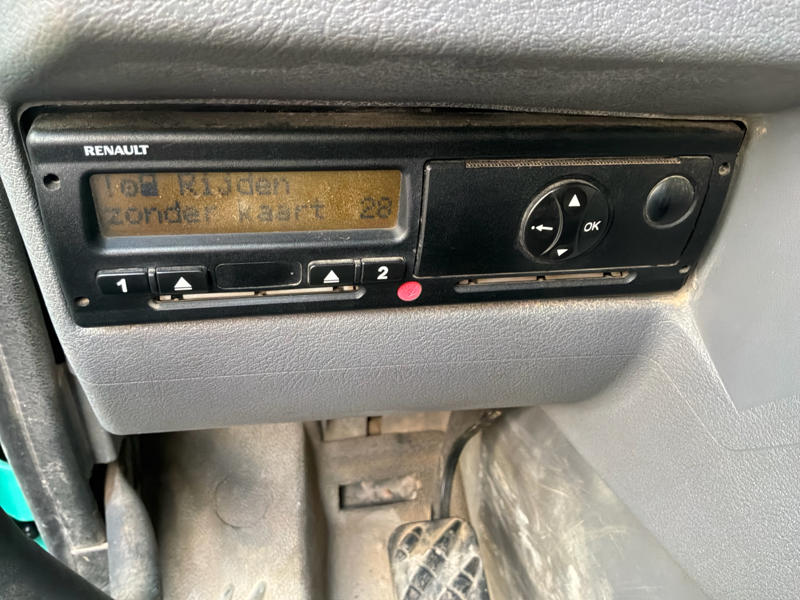 RENAULT
! Rijden
zonder kaart 28
1
2
OK